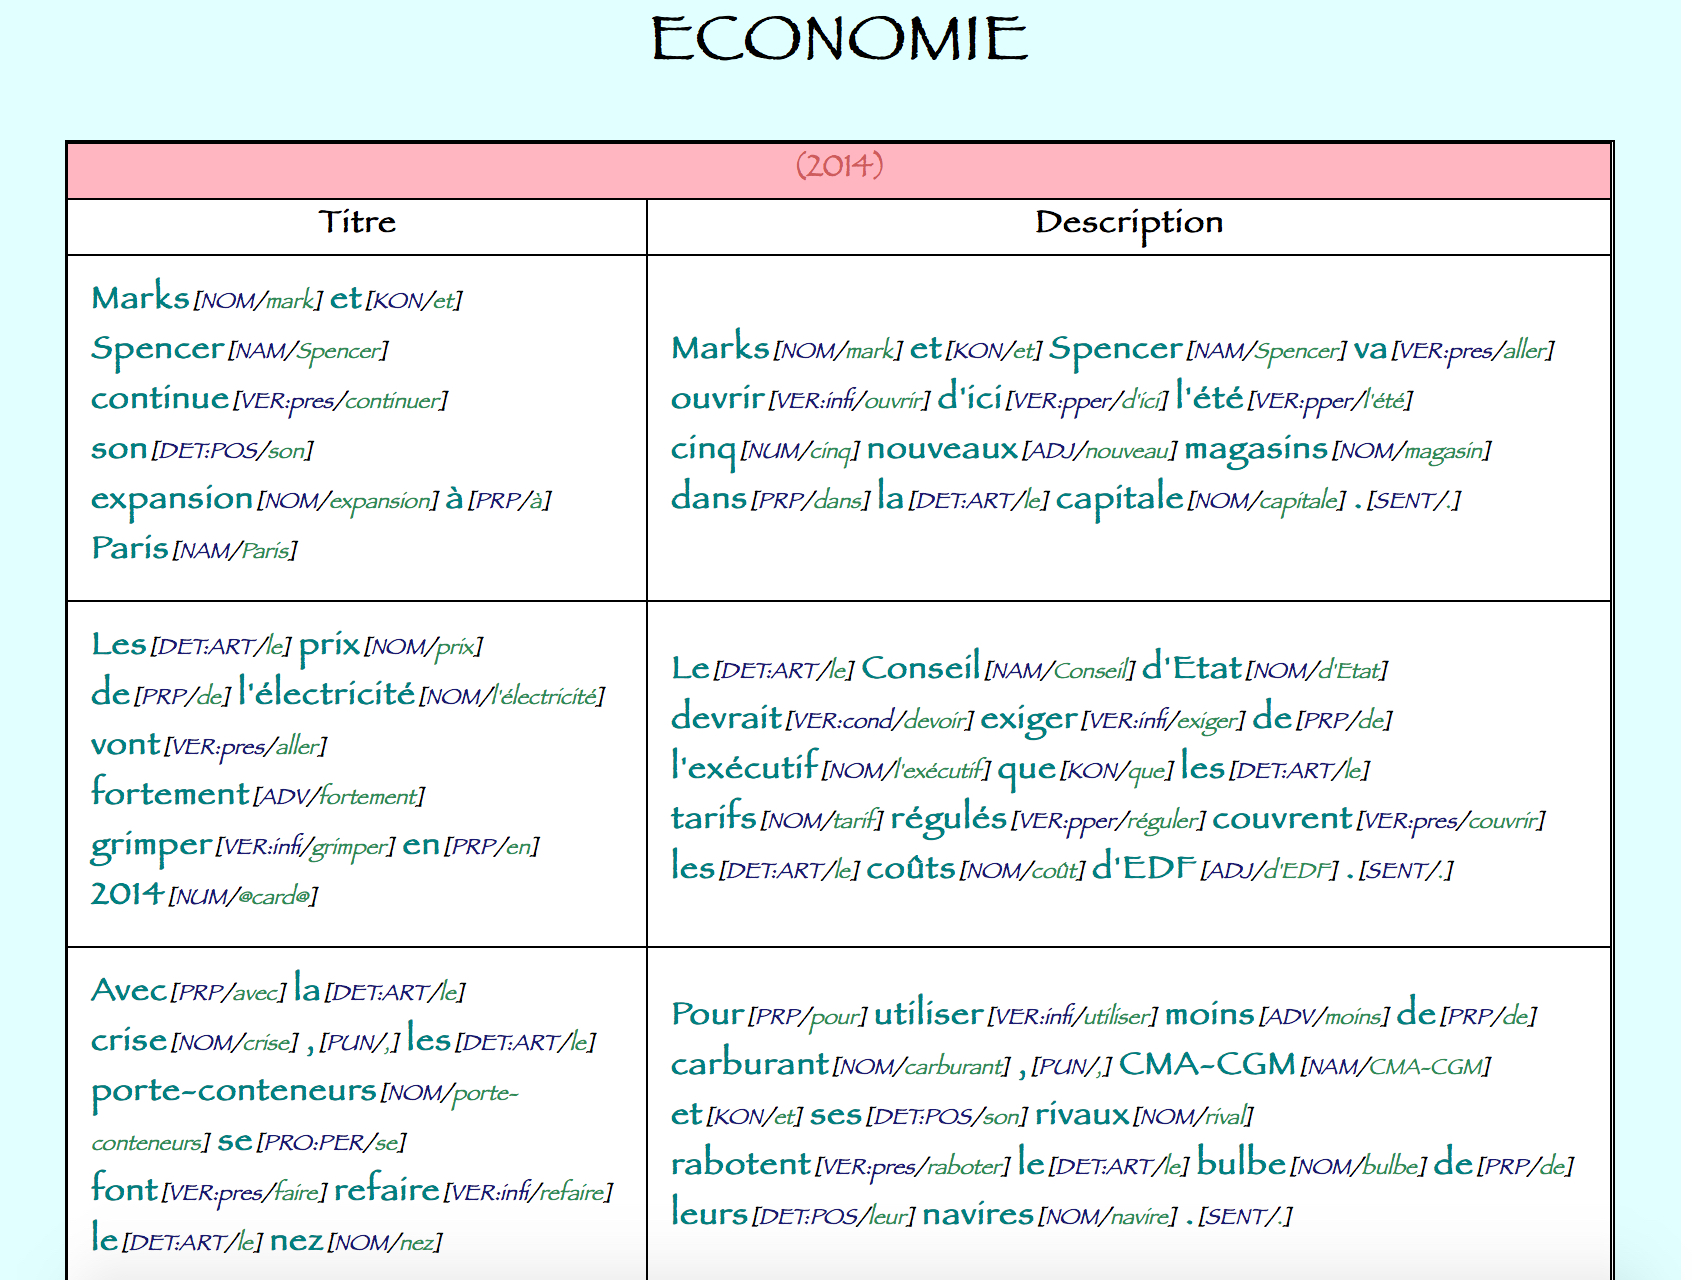 ECONOMIE
(2014)
Titre
Description
Marks[NOM/mark] et[KON/et]
Spencer[NAM/Spencer]
continue[VER:pres/continuer]
son[DET:POS/son]
expansion[NOM/expansion] à[PRP/à]
Paris[NAM/Paris]
Marks[NOM/mark] et[KON/et] Spencer[NAM/Spencer] va[VER:pres/aller]
ouvrir[VER:infi/ouvrir] d'ici[VER:pper/d'ici] l'été[VER:pper/l'été]
cinq[NUM/cinq] nouveaux[ADJ/nouveau] magasins[NOM/magasin]
dans[PRP/dans] la[DET:ART/le] capitale[NOM/capitale] .[SENT/.]
Les[DET:ART/le] prix[NOM/prix]
de[PRP/de] l'électricité[NOM/l'électricité]
vont[VER:pres/aller]
fortement[ADV/fortement]
grimper[VER:infi/grimper] en[PRP/en]
2014[NUM/@card@]
Le[DET:ART/le] Conseil[NAM/Conseil] d'Etat[NOM/d'Etat]
devrait[VER:cond/devoir] exiger[VER:infi/exiger] de[PRP/de]
l'exécutif[NOM/l'exécutif] que[KON/que] les[DET:ART/le]
tarifs[NOM/tarif] régulés[VER:pper/réguler] couvrent[VER:pres/couvrir]
les[DET:ART/le] coûts[NOM/coût] d'EDF[ADJ/d'EDF] .[SENT/.]
Avec[PRP/avec] la[DET:ART/le]
crise[NOM/crise] ,[PUN/,] les[DET:ART/le]
porte-conteneurs[NOM/porte-
conteneurs] se[PRO:PER/se]
font[VER:pres/faire] refaire[VER:infi/refaire]
le[DET:ART/le] nez[NOM/nez]
Pour[PRP/pour] utiliser[VER:infi/utiliser] moins[ADV/moins] de[PRP/de]
carburant[NOM/carburant] ,[PUN/,] CMA-CGM[NAM/CMA-CGM]
et[KON/et] ses[DET:POS/son] rivaux[NOM/rival]
rabotent[VER:pres/raboter] le[DET:ART/le] bulbe[NOM/bulbe] de[PRP/de]
leurs[DET:POS/leur] navires[NOM/navire] .[SENT/.]